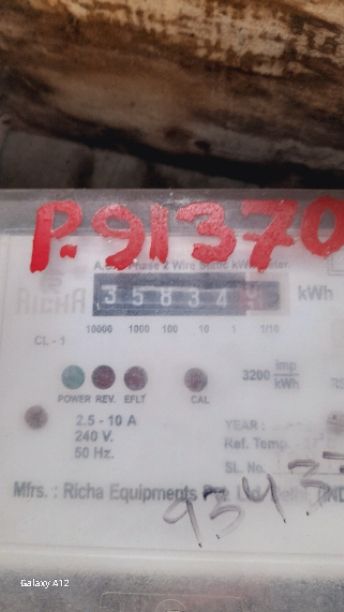 P.91370
A.C. Phase 2 Wire Static kWh Meter
RICHA 35834 kWh
10000 1000 100 10 1 1/10
CL - 1
3200 imp/kWh
POWER REV. EFLT CAL
2.5 - 10 A
240 V.
50 Hz.
YEAR :
Ref. Temp.
SL. No.
Mfrs. : Richa Equipments Ltd. Delhi,
Galaxy A12